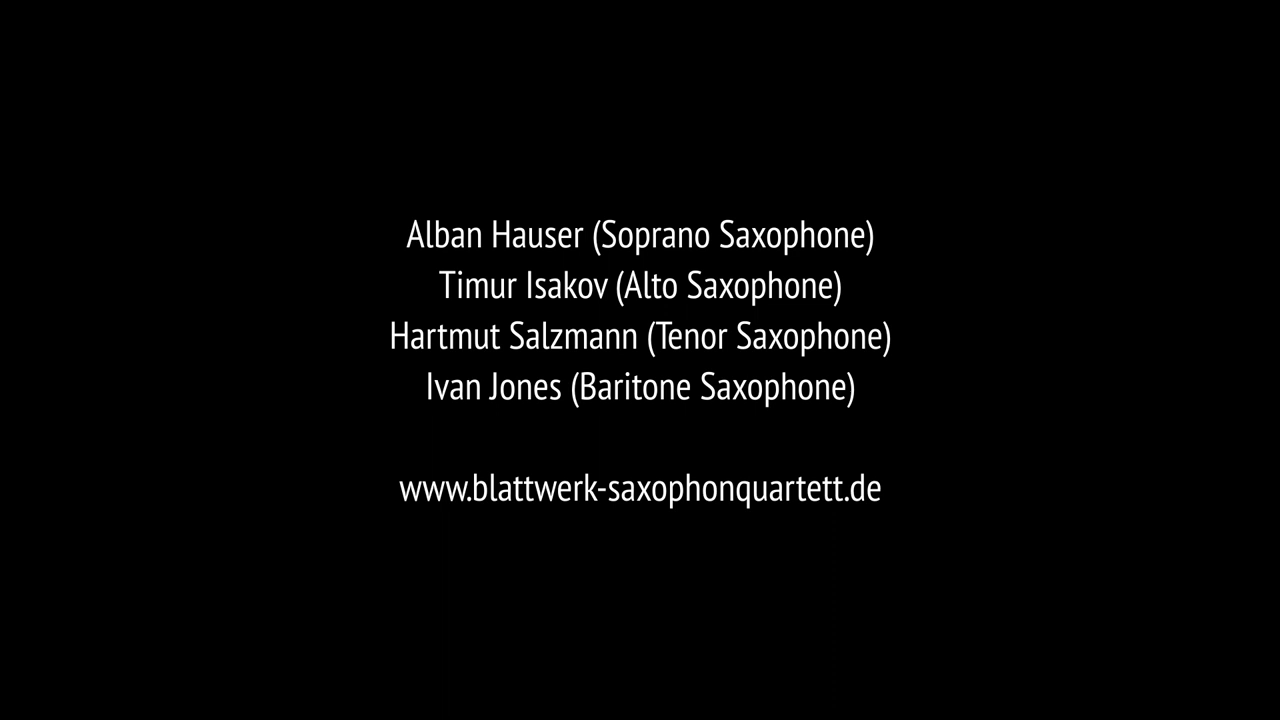 Alban Hauser (Soprano Saxophone)
Timur Isakov (Alto Saxophone)
Hartmut Salzmann (Tenor Saxophone)
Ivan Jones (Baritone Saxophone)
www.blattwerk-saxophonquartett.de